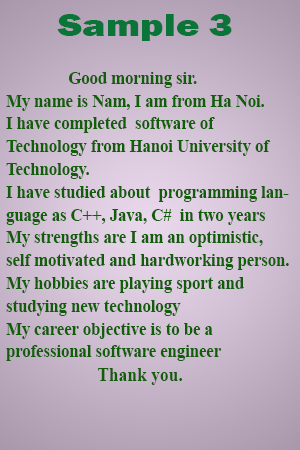 Sample 3
Good morning sir.
My name is Nam, I am from Ha Noi.
I have completed  software of
Technology from Hanoi University of
Technology.
I have studied about  programming lan-
guage as C++, Java, C#  in two years
My strengths are I am an optimistic,
self motivated and hardworking person.
My hobbies are playing sport and
studying new technology
My career objective is to be a
professional software engineer
Thank you.